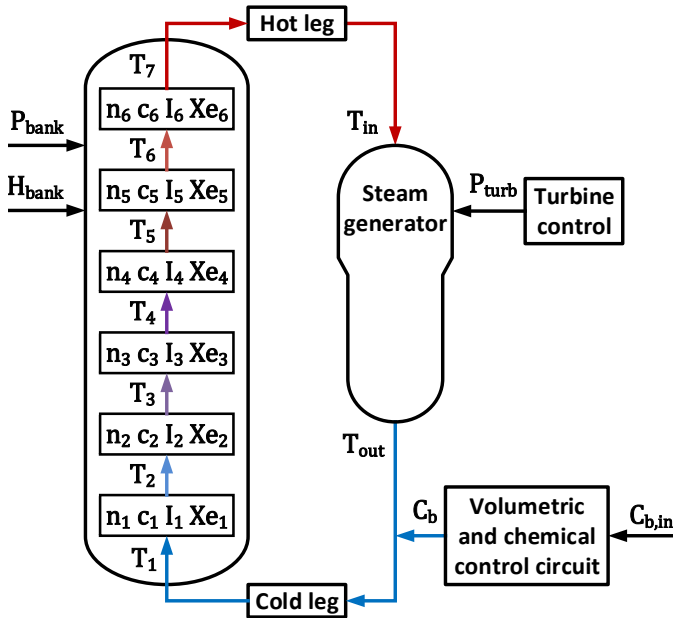 Hot leg
T₇
n₆ c₆ I₆ Xe₆
T₆
n₅ c₅ I₅ Xe₅
T₅
n₄ c₄ I₄ Xe₄
T₄
n₃ c₃ I₃ Xe₃
T₃
n₂ c₂ I₂ Xe₂
T₂
n₁ c₁ I₁ Xe₁
T₁
Cold leg
P_bank
H_bank
T_in
Steam
generator
P_turb
Turbine
control
T_out
C_b
Volumetric
and chemical
control circuit
C_b,in